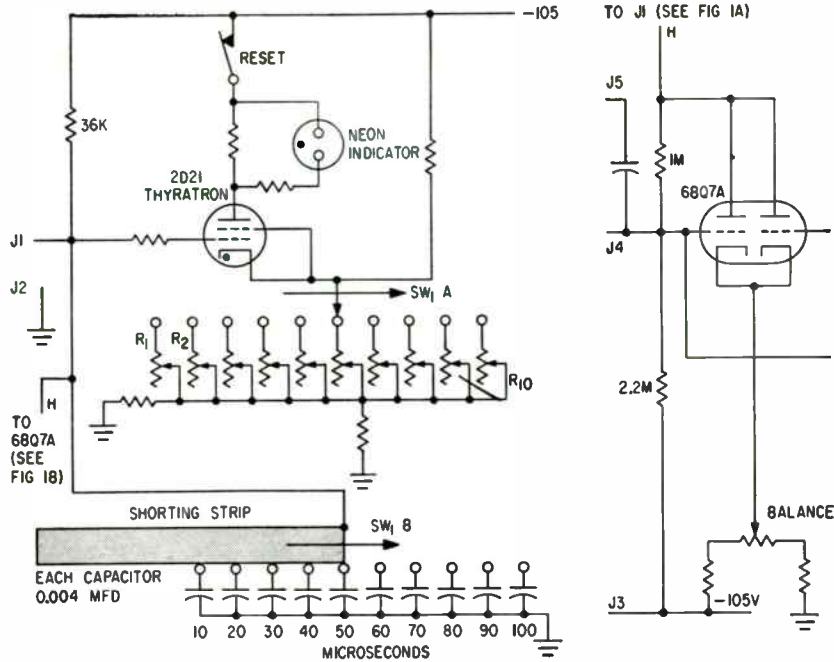 -105
RESET
36K
NEON
INDICATOR
2D21
THYRATRON
J1
J2
SW1 A
R1
R2
R10
H
TO
6BQ7A
(SEE
FIG 1B)
SHORTING STRIP
SW1 B
EACH CAPACITOR
0.004 MFD
10 20 30 40 50 60 70 80 90 100
MICROSECONDS
TO J1 (SEE FIG 1A)
H
J5
1M
6BQ7A
J4
2.2M
BALANCE
-105V
J3